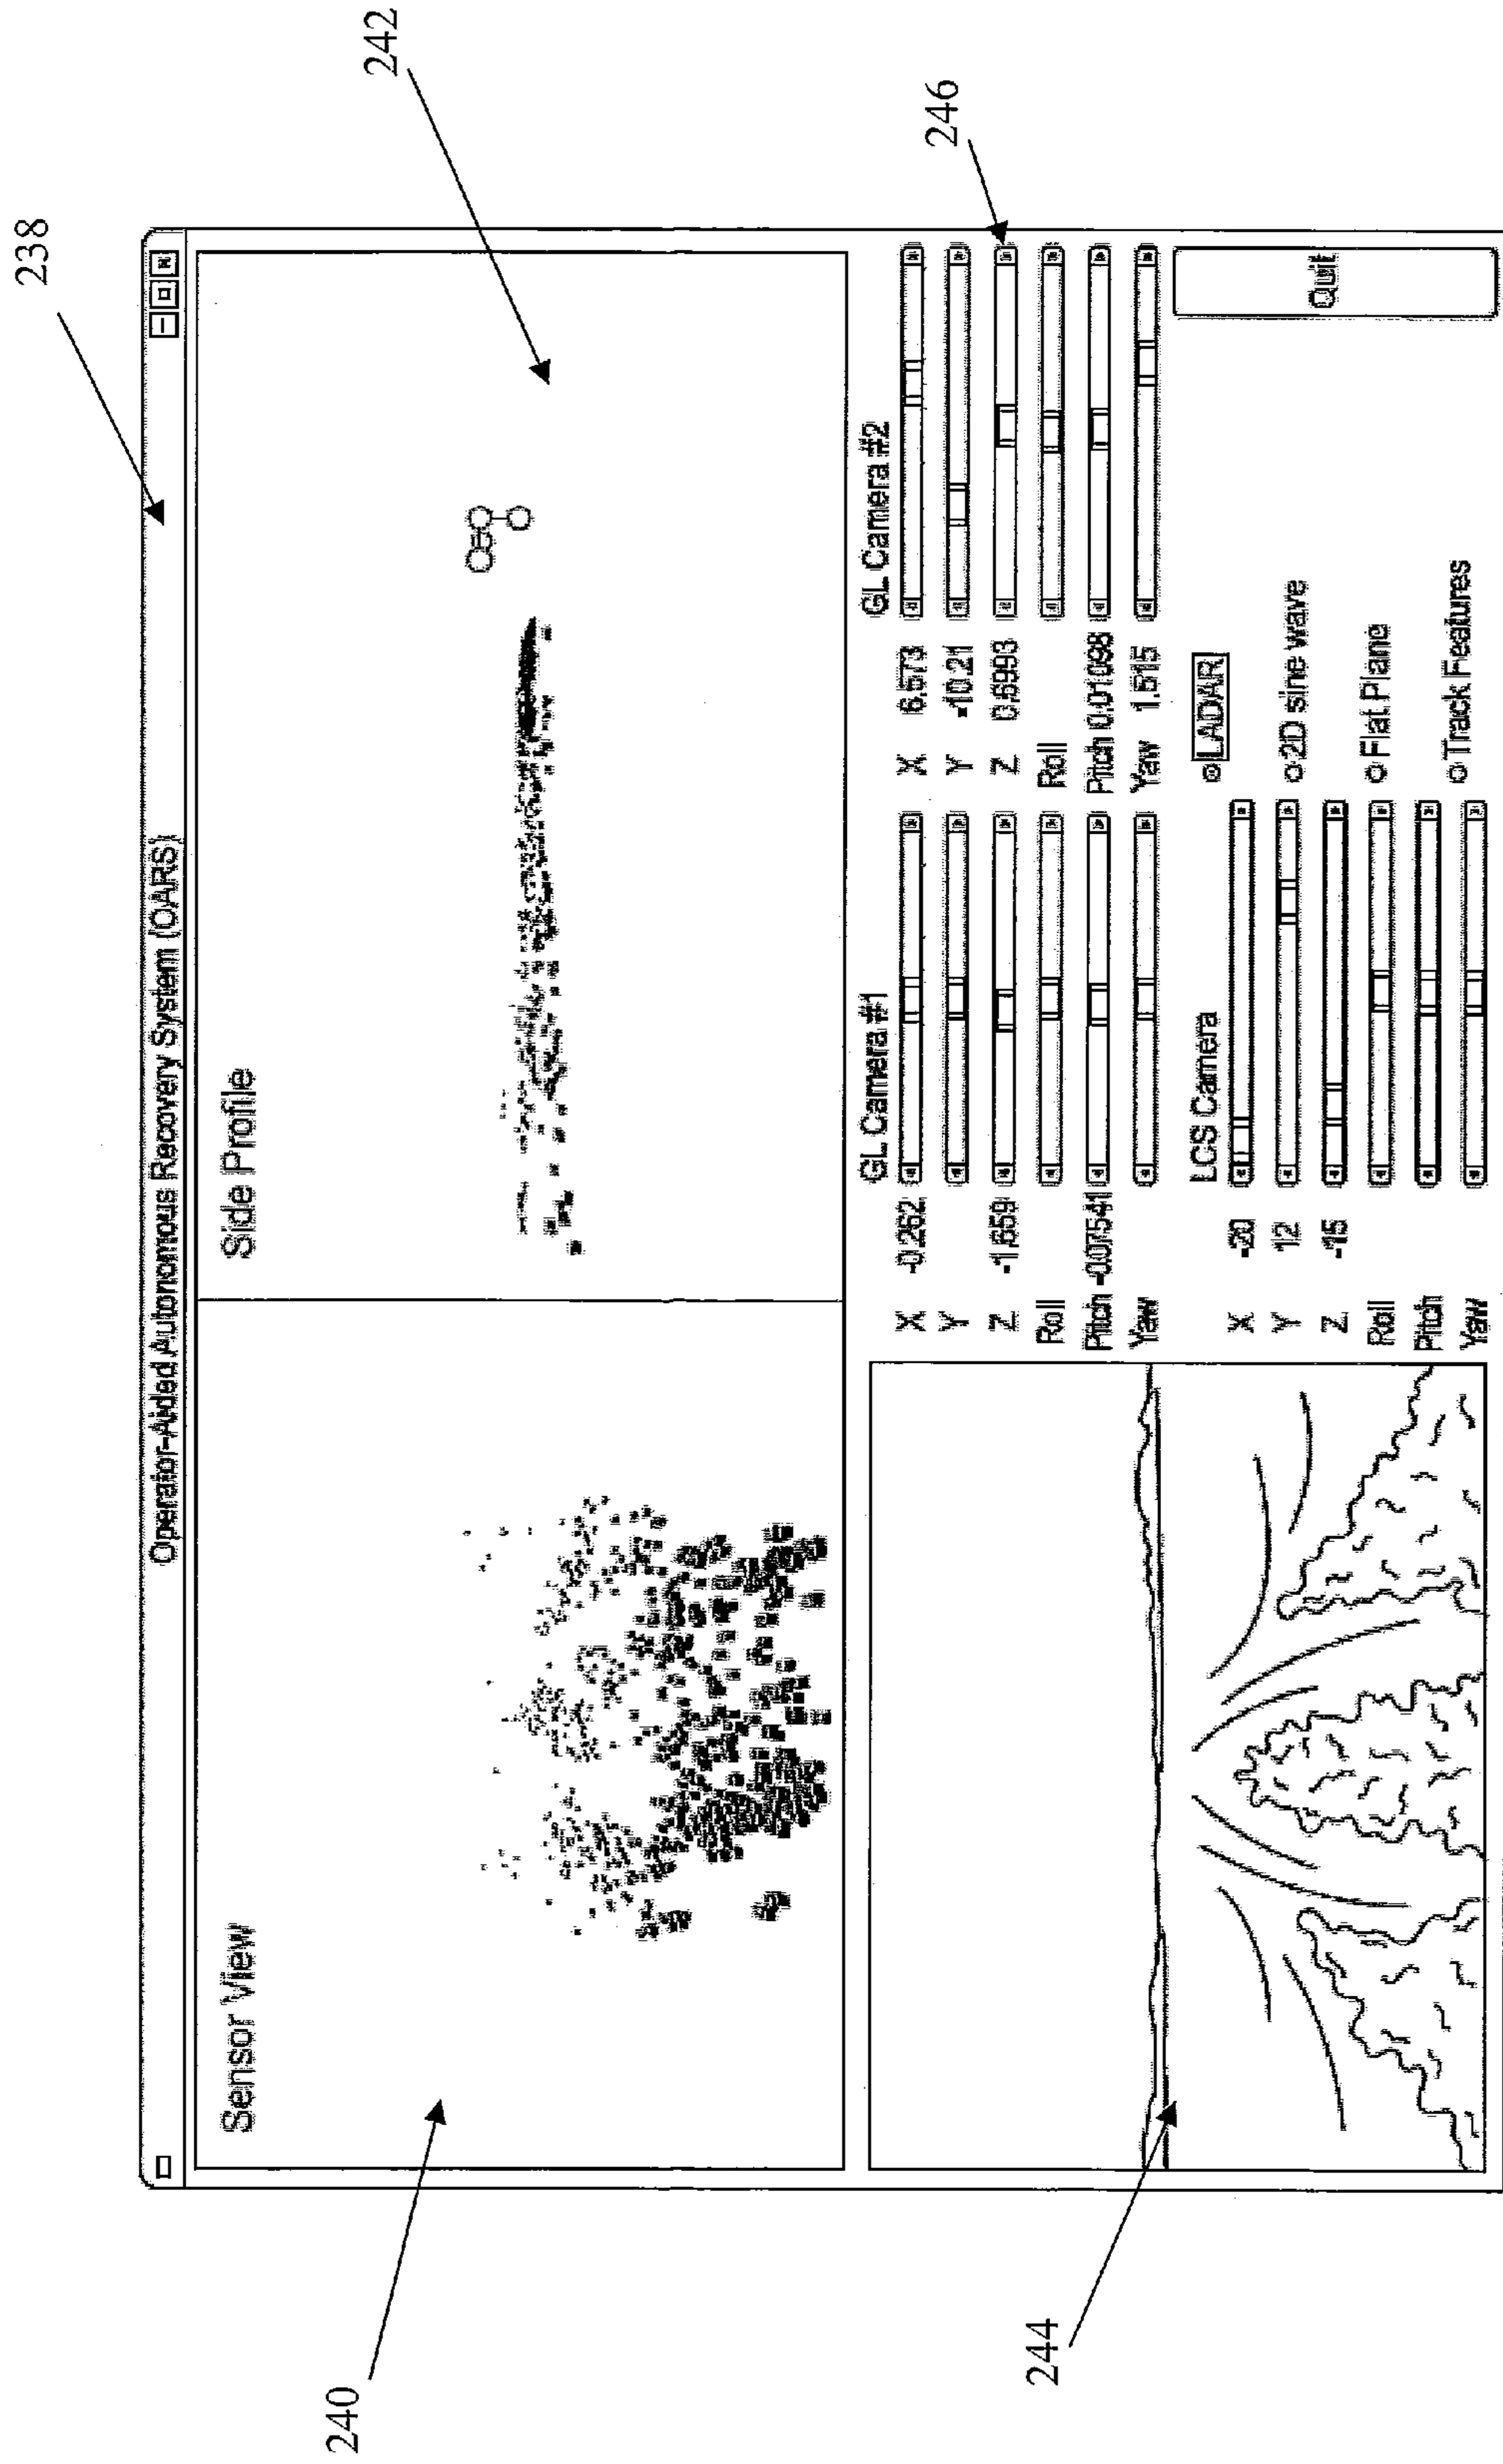 238
Operator-Aided Autonomous Recovery System (OARS)
240
Sensor View
Side Profile
242
GL Camera #1
GL Camera #2
X -0.262
X 6.573
Y
Y -10.21
Z -1.659
Z 0.6993
246
Roll
Roll
Pitch -0.07541
Pitch 0.01098
Yaw
Yaw 1.515
244
LCS Camera
X -20
LADAR
Y 12
2D sine wave
Z -15
Roll
Flat Plane
Pitch
Yaw
Track Features
Quit